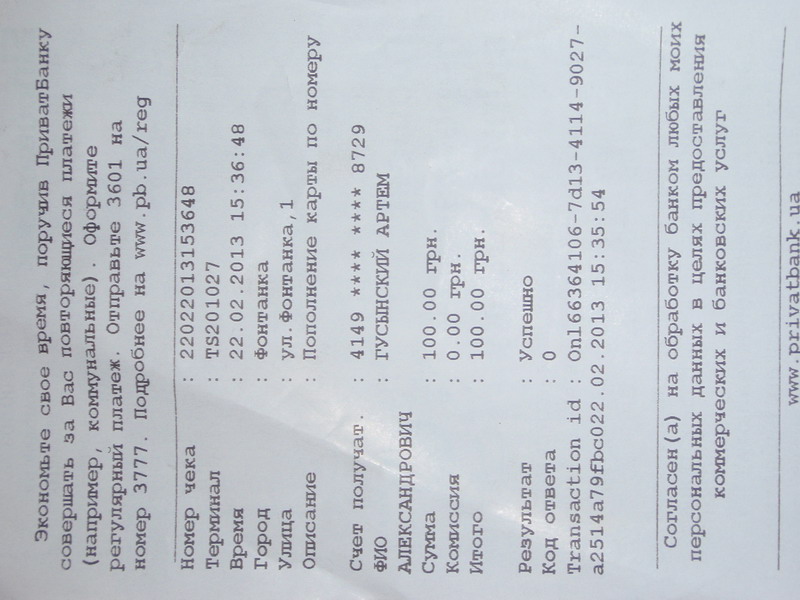 Экономьте свое время, поручив ПриватБанку
совершать за Вас повторяющиеся платежи
(например, коммунальные). Оформите
регулярный платеж. Отправьте 3601 на
номер 3777. Подробнее на www.pb.ua/reg
Номер чека : 2202201315364​8
Терминал : TS201027
Время : 22.02.2013 15:36:48
Город : Фонтанка
Улица : ул.Фонтанка,1
Описание : Пополнение карты по номеру
Счет получат. : 4149 **** **** 8729
ФИО : ГУСЫНСКИЙ АРТЕМ
АЛЕКСАНДРОВИЧ
Сумма : 100.00 грн.
Комиссия : 0.00 грн.
Итого : 100.00 грн.
Результат : Успешно
Код ответа : 0
Transaction id : Onl66364106-7d13-4114-9027-
a2514a79fbc022.02.2013 15:35:54
Согласен(а) на обработку банком любых моих
персональных данных в целях предоставления
коммерческих и банковских услуг
www.privatbank.ua